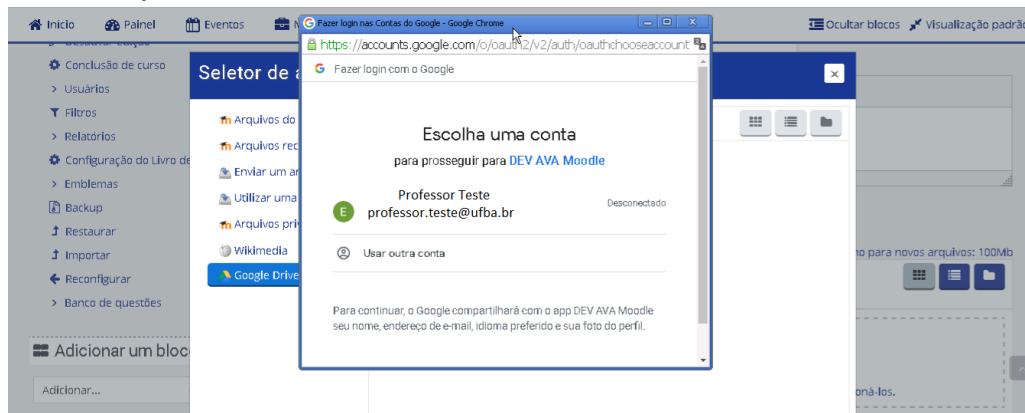 Inicio
Painel
Eventos
Ocultar blocos
Visualização padrão
Conclusão de curso
Usuários
Filtros
Relatórios
Configuração do Livro de
Emblemas
Backup
Restaurar
Importar
Reconfigurar
Banco de questões
Adicionar um bloc
Adicionar...
Seletor de
Arquivos do
Arquivos rec
Enviar um ar
Utilizar uma
Arquivos pri
Wikimedia
Google Drive
Fazer login nas Contas do Google - Google Chrome
https://accounts.google.com/o/oauth2/v2/auth/oauthchooseaccount
Fazer login com o Google
Escolha uma conta
para prosseguir para DEV AVA Moodle
E
Professor Teste
professor.teste@ufba.br
Desconectado
Usar outra conta
Para continuar, o Google compartilhará com o app DEV AVA Moodle
seu nome, endereço de e-mail, idioma preferido e sua foto do perfil.
para novos arquivos: 100Mb
oná-los.